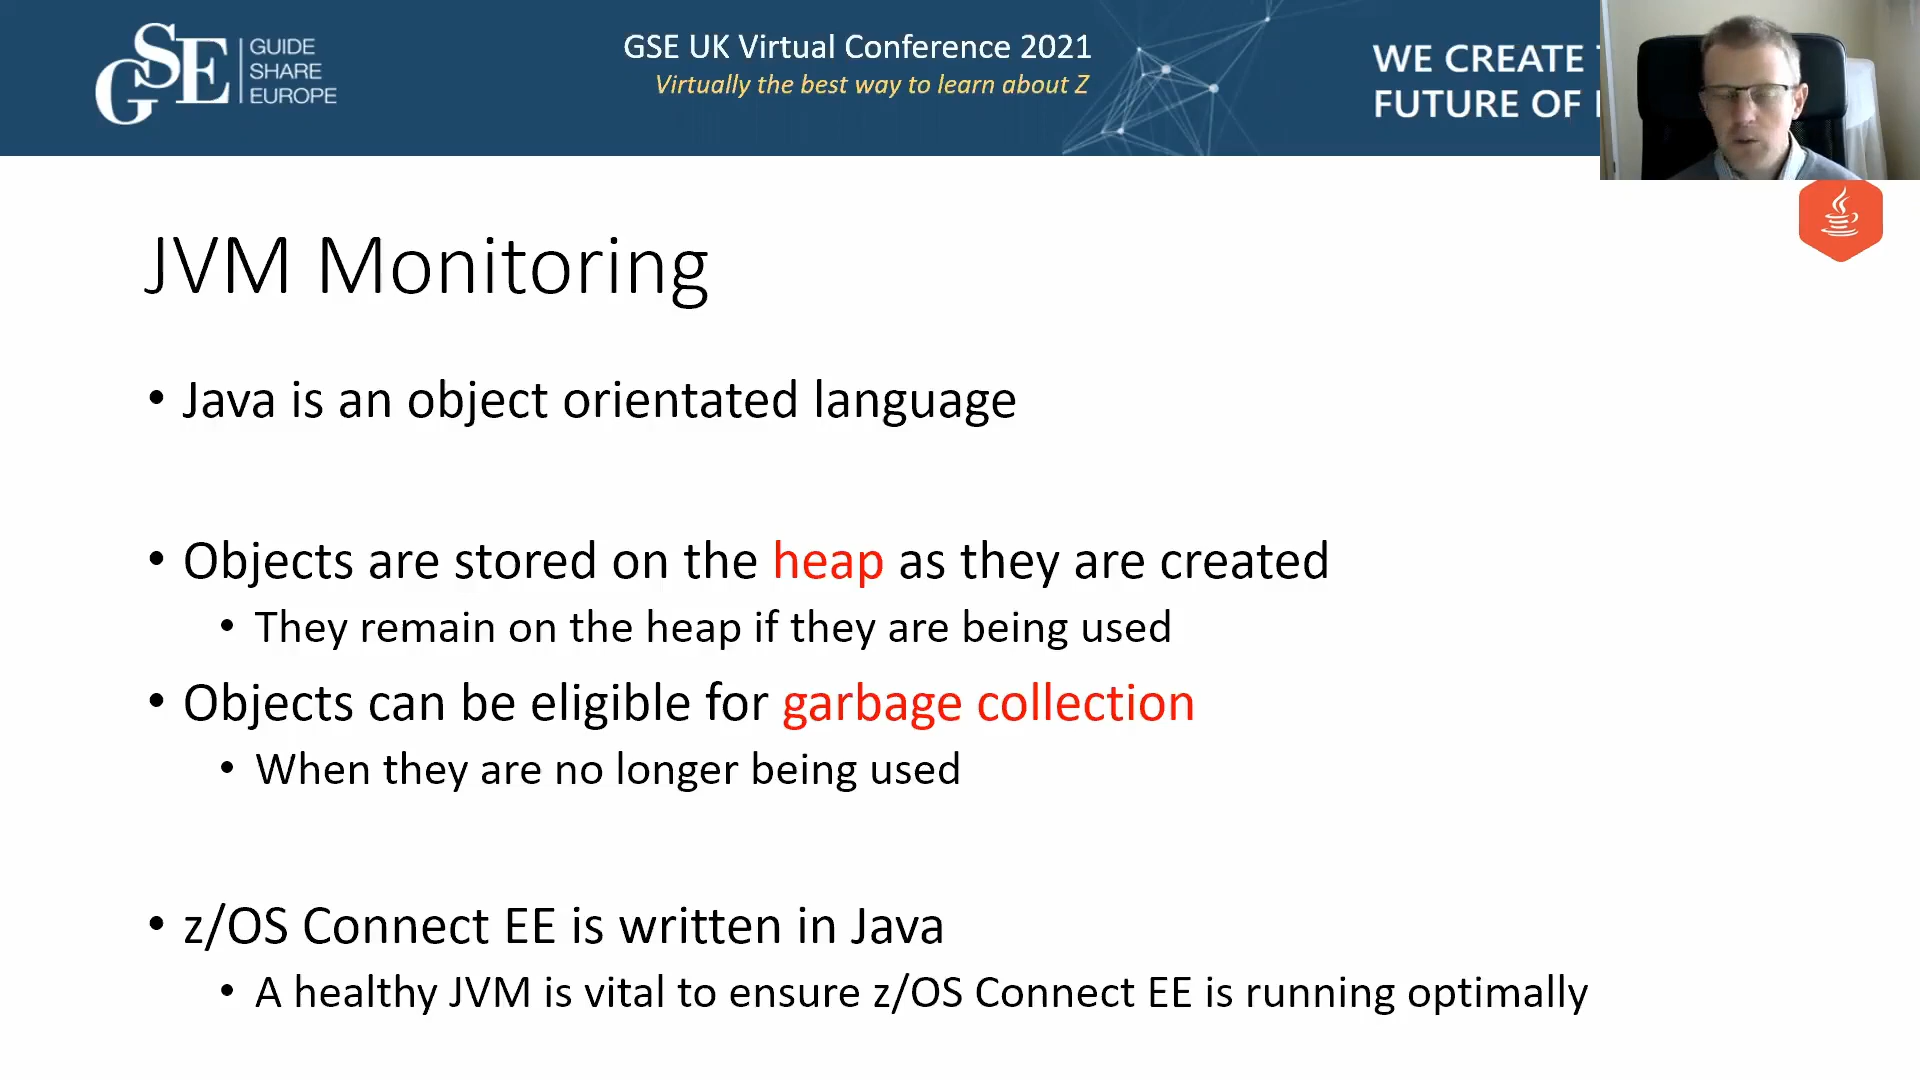 GSE GUIDE
SHARE
EUROPE
GSE UK Virtual Conference 2021
Virtually the best way to learn about Z
WE CREATE
FUTURE OF
JVM Monitoring
• Java is an object orientated language
• Objects are stored on the heap as they are created
• They remain on the heap if they are being used
• Objects can be eligible for garbage collection
• When they are no longer being used
• z/OS Connect EE is written in Java
• A healthy JVM is vital to ensure z/OS Connect EE is running optimally